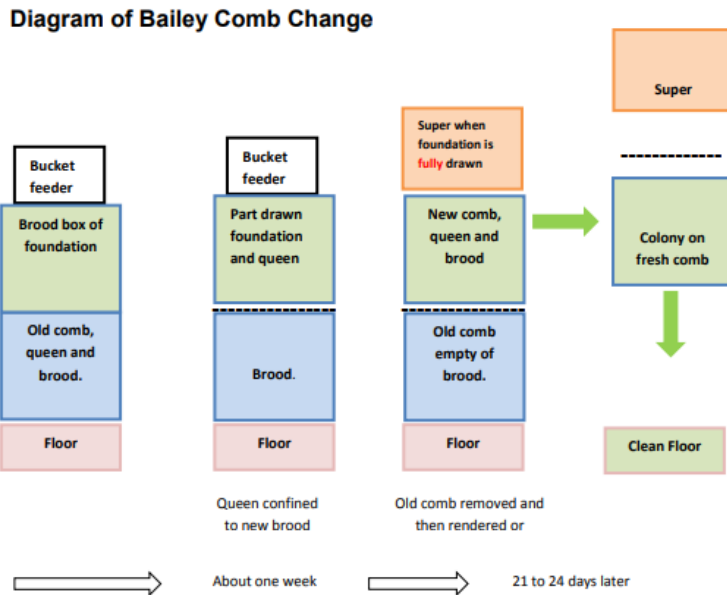 Diagram of Bailey Comb Change
Bucket
feeder
Brood box of
foundation
Old comb,
queen and
brood.
Floor
Bucket
feeder
Part drawn
foundation
and queen
Brood.
Floor
Queen confined
to new brood
Super when
foundation is
fully drawn
New comb,
queen and
brood
Old comb
empty of
brood.
Floor
Old comb removed and
then rendered or
Super
Colony on
fresh comb
Clean Floor
About one week
21 to 24 days later